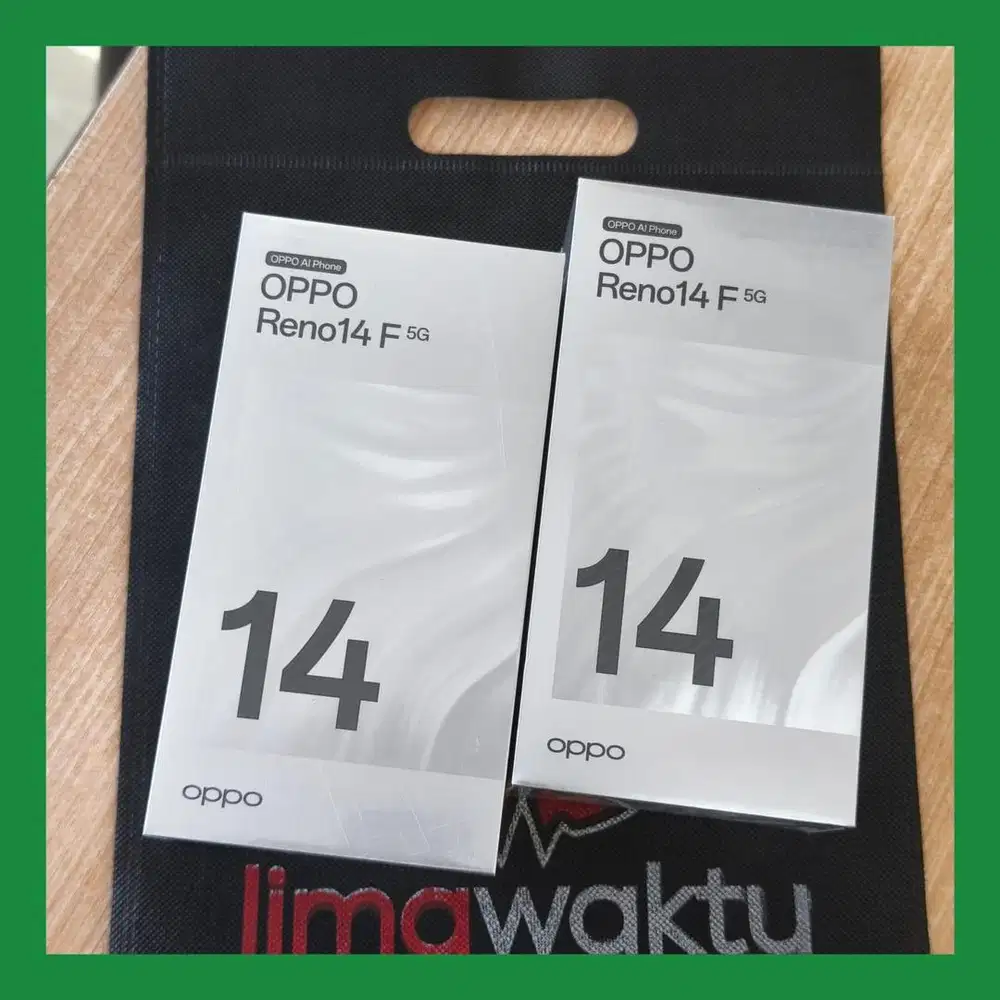 OPPO AI Phone
OPPO
Reno14 F 5G
14
oppo
OPPO AI Phone
OPPO
Reno14 F 5G
14
oppo
limawaktu